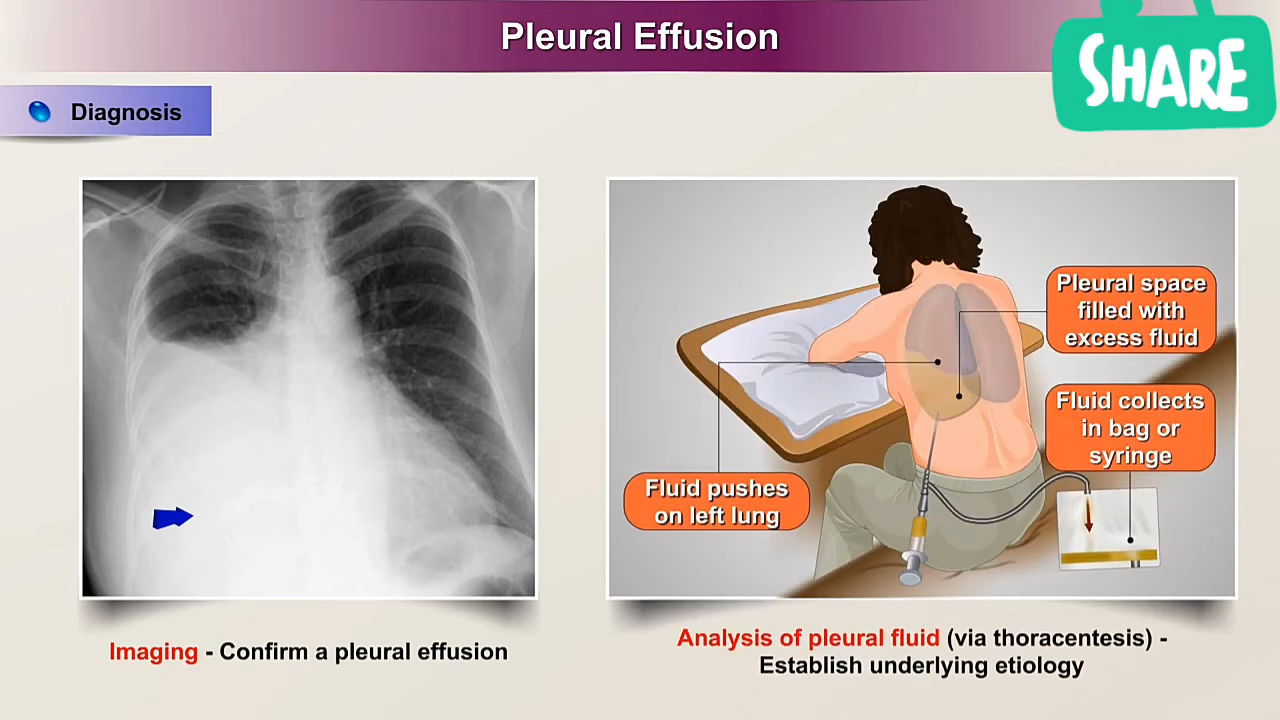 Pleural Effusion
SHARE
Diagnosis
Pleural space
filled with
excess fluid
Fluid collects
in bag or
syringe
Fluid pushes
on left lung
Imaging - Confirm a pleural effusion
Analysis of pleural fluid (via thoracentesis) -
Establish underlying etiology